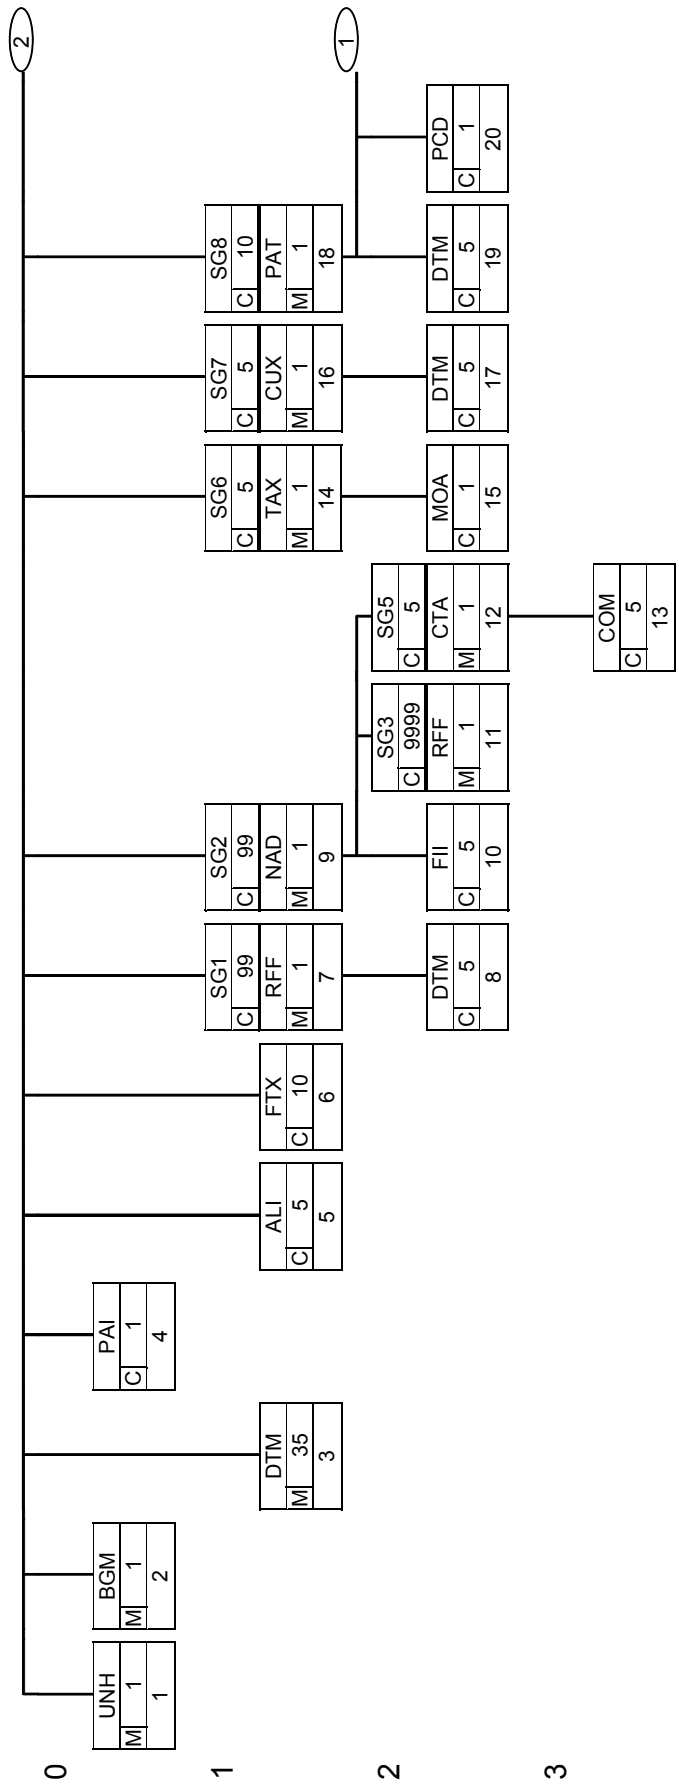 0
1
2
3
UNH
M 1
1
BGM
M 1
2
DTM
M 35
3
PAI
C 1
4
ALI
C 5
5
FTX
C 10
6
SG1
C 99
RFF
M 1
7
DTM
C 5
8
SG2
C 99
NAD
M 1
9
FII
C 5
10
SG3
C 9999
RFF
M 1
11
SG5
C 5
CTA
M 1
12
COM
C 5
13
SG6
C 5
TAX
M 1
14
MOA
C 1
15
SG7
C 5
CUX
M 1
16
DTM
C 5
17
SG8
C 10
PAT
M 1
18
DTM
C 5
19
PCD
C 1
20
2
1